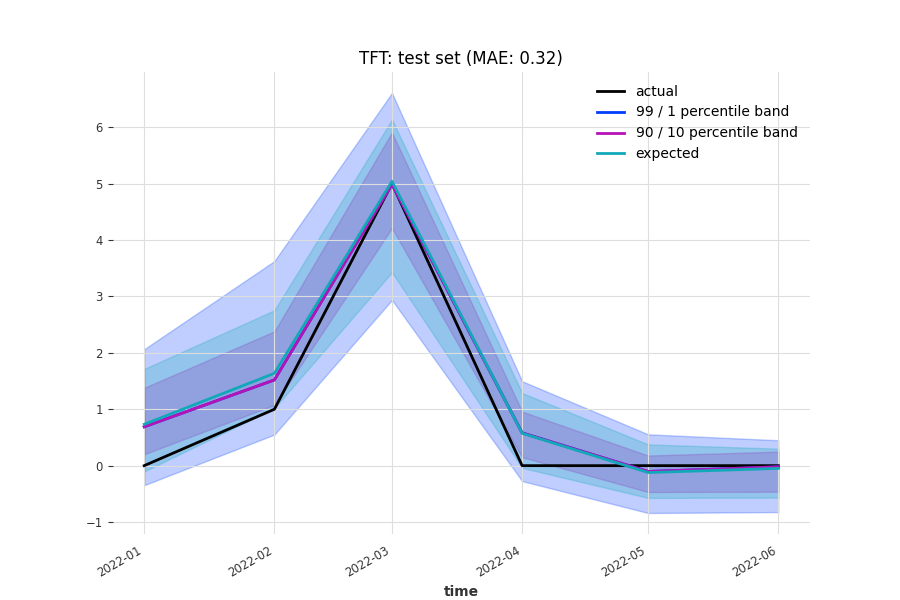 TFT: test set (MAE: 0.32)
actual
99 / 1 percentile band
90 / 10 percentile band
expected
6
5
4
3
2
1
0
−1
2022-01
2022-02
2022-03
2022-04
2022-05
2022-06
time